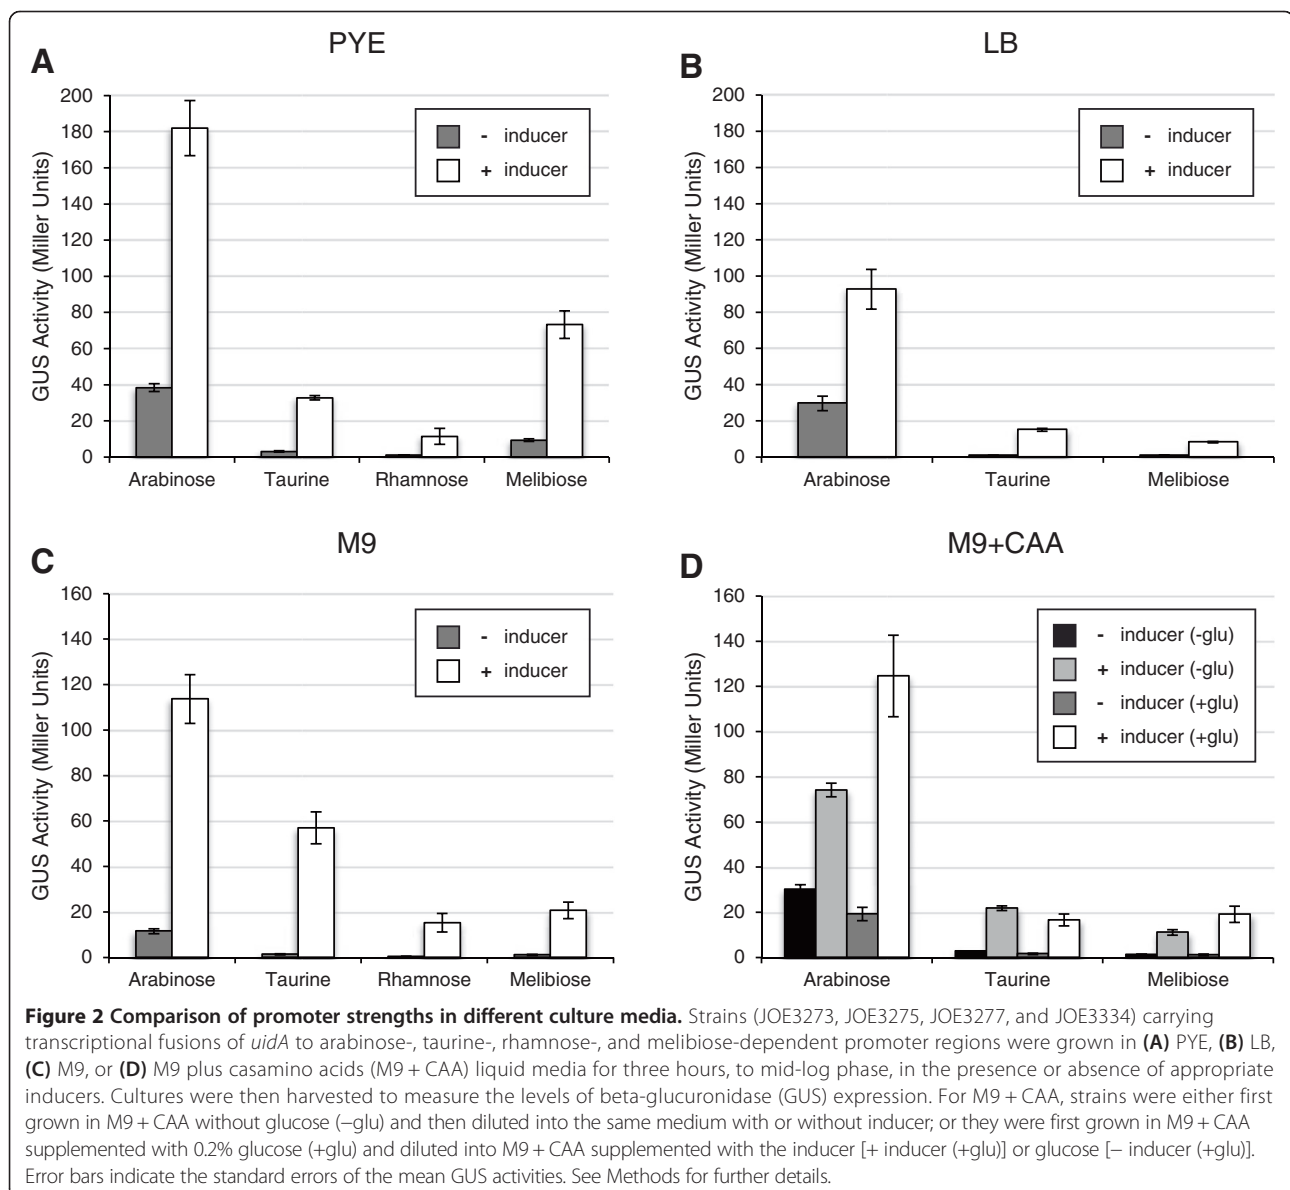 PYE
A
GUS Activity (Miller Units)
200
180
160
140
120
100
80
60
40
20
0
- inducer
+ inducer
Arabinose Taurine Rhamnose Melibiose
LB
B
GUS Activity (Miller Units)
200
180
160
140
120
100
80
60
40
20
0
- inducer
+ inducer
Arabinose Taurine Melibiose
M9
C
GUS Activity (Miller Units)
160
140
120
100
80
60
40
20
0
- inducer
+ inducer
Arabinose Taurine Rhamnose Melibiose
M9+CAA
D
GUS Activity (Miller Units)
160
140
120
100
80
60
40
20
0
- inducer (-glu)
+ inducer (-glu)
- inducer (+glu)
+ inducer (+glu)
Arabinose Taurine Melibiose
Figure 2 Comparison of promoter strengths in different culture media. Strains (JOE3273, JOE3275, JOE3277, and JOE3334) carrying
transcriptional fusions of uidA to arabinose-, taurine-, rhamnose-, and melibiose-dependent promoter regions were grown in (A) PYE, (B) LB,
(C) M9, or (D) M9 plus casamino acids (M9 + CAA) liquid media for three hours, to mid-log phase, in the presence or absence of appropriate
inducers. Cultures were then harvested to measure the levels of beta-glucuronidase (GUS) expression. For M9 + CAA, strains were either first
grown in M9 + CAA without glucose (−glu) and then diluted into the same medium with or without inducer; or they were first grown in M9 + CAA
supplemented with 0.2% glucose (+glu) and diluted into M9 + CAA supplemented with the inducer [+ inducer (+glu)] or glucose [− inducer (+glu)].
Error bars indicate the standard errors of the mean GUS activities. See Methods for further details.